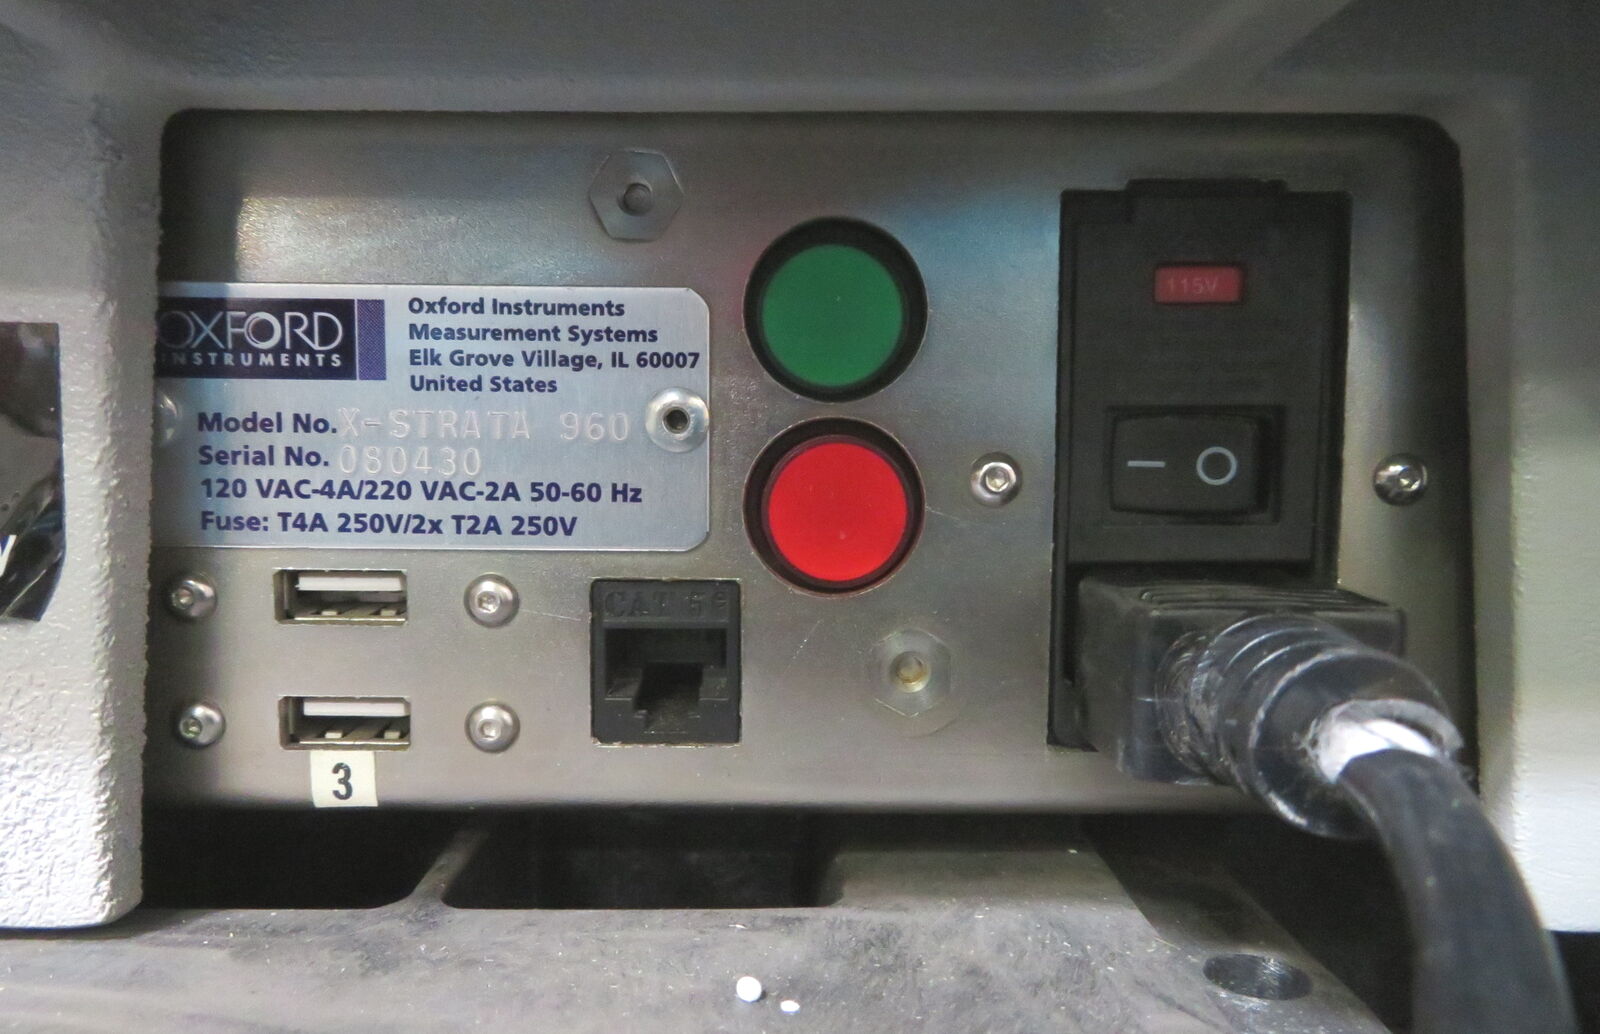 OXFORD
INSTRUMENTS
Oxford Instruments
Measurement Systems
Elk Grove Village, IL 60007
United States
Model No. X-STRATA 960
Serial No. 080430
120 VAC-4A/220 VAC-2A 50-60 Hz
Fuse: T4A 250V/2x T2A 250V
115V
— O
CAT 5e
3
y